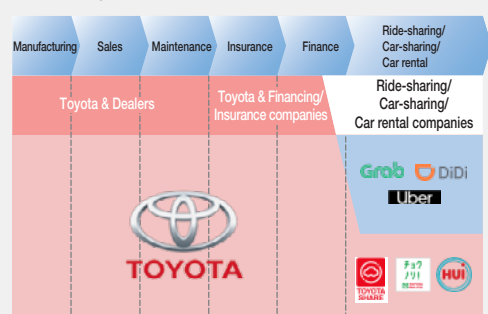 Manufacturing
Sales
Maintenance
Insurance
Finance
Ride-sharing/
Car-sharing/
Car rental
Toyota & Dealers
Toyota & Financing/
Insurance companies
Ride-sharing/
Car-sharing/
Car rental companies
Grab
DiDi
Uber
TOYOTA
TOYOTA
SHARE
チョク
ノリ!
HUI